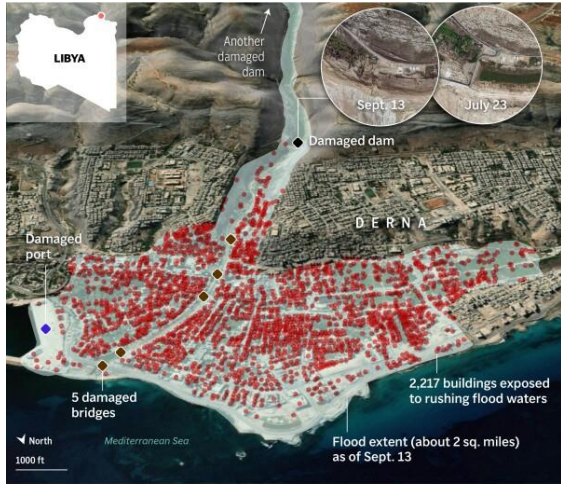 LIBYA
Another
damaged
dam
Sept. 13
July 23
Damaged dam
DERNA
Damaged
port
5 damaged
bridges
2,217 buildings exposed
to rushing flood waters
Flood extent (about 2 sq. miles)
as of Sept. 13
North
Mediterranean Sea
1000 ft